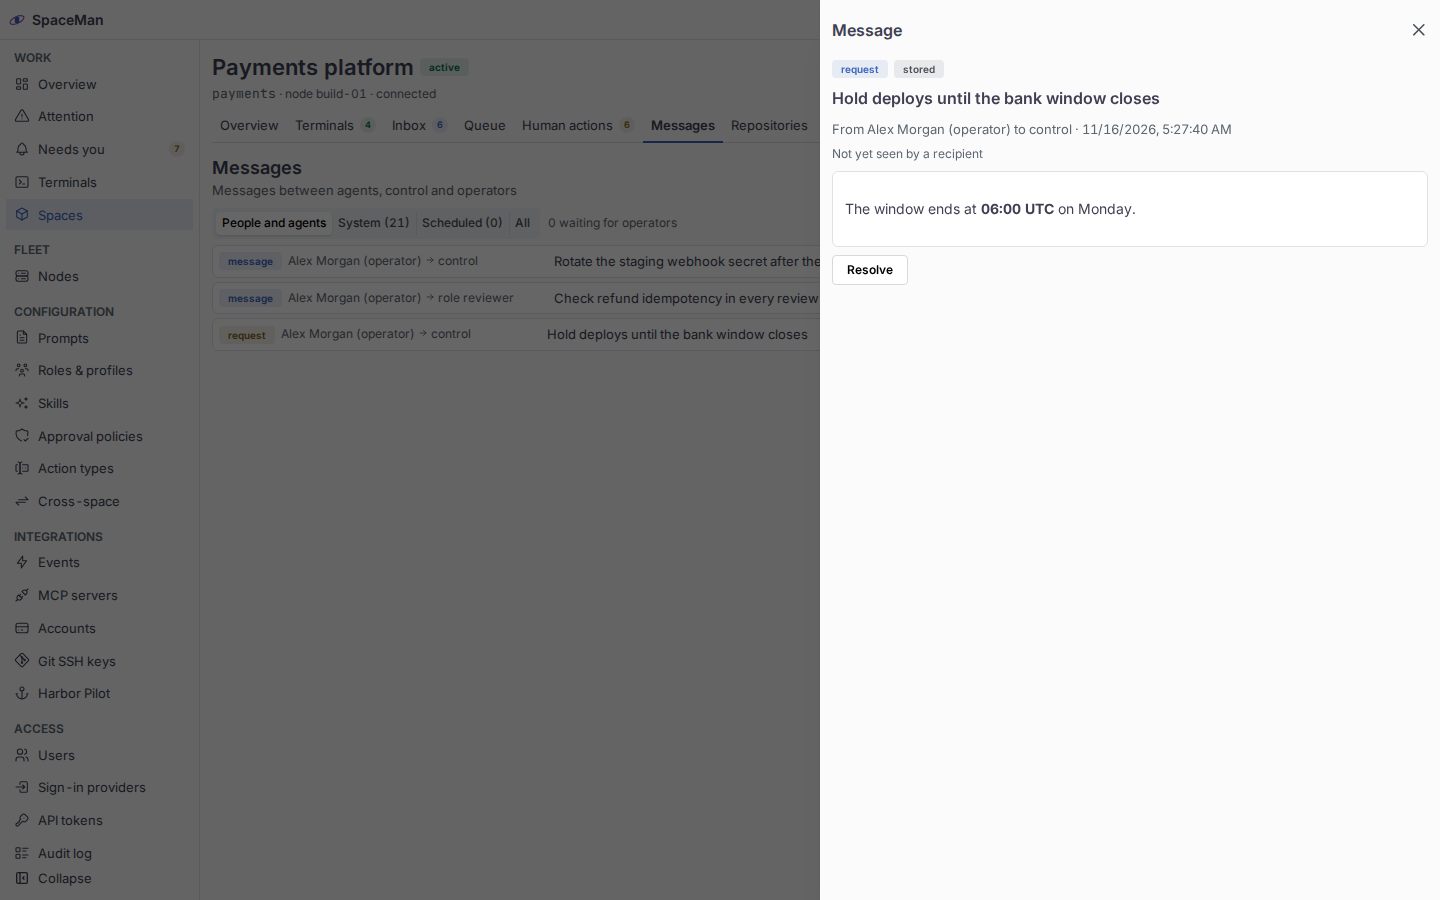 SpaceMan
WORK
Overview
Attention
Needs you 7
Terminals
Spaces
FLEET
Nodes
CONFIGURATION
Prompts
Roles & profiles
Skills
Approval policies
Action types
Cross-space
INTEGRATIONS
Events
MCP servers
Accounts
Git SSH keys
Harbor Pilot
ACCESS
Users
Sign-in providers
API tokens
Audit log
Collapse
Payments platform active
payments · node build-01 · connected
Overview Terminals 4 Inbox 6 Queue Human actions 6 Messages Repositories
Messages
Messages between agents, control and operators
People and agents System (21) Scheduled (0) All 0 waiting for operators
message Alex Morgan (operator) → control Rotate the staging webhook secret after the
message Alex Morgan (operator) → role reviewer Check refund idempotency in every review
request Alex Morgan (operator) → control Hold deploys until the bank window closes
Message
request stored
Hold deploys until the bank window closes
From Alex Morgan (operator) to control · 11/16/2026, 5:27:40 AM
Not yet seen by a recipient
The window ends at 06:00 UTC on Monday.
Resolve